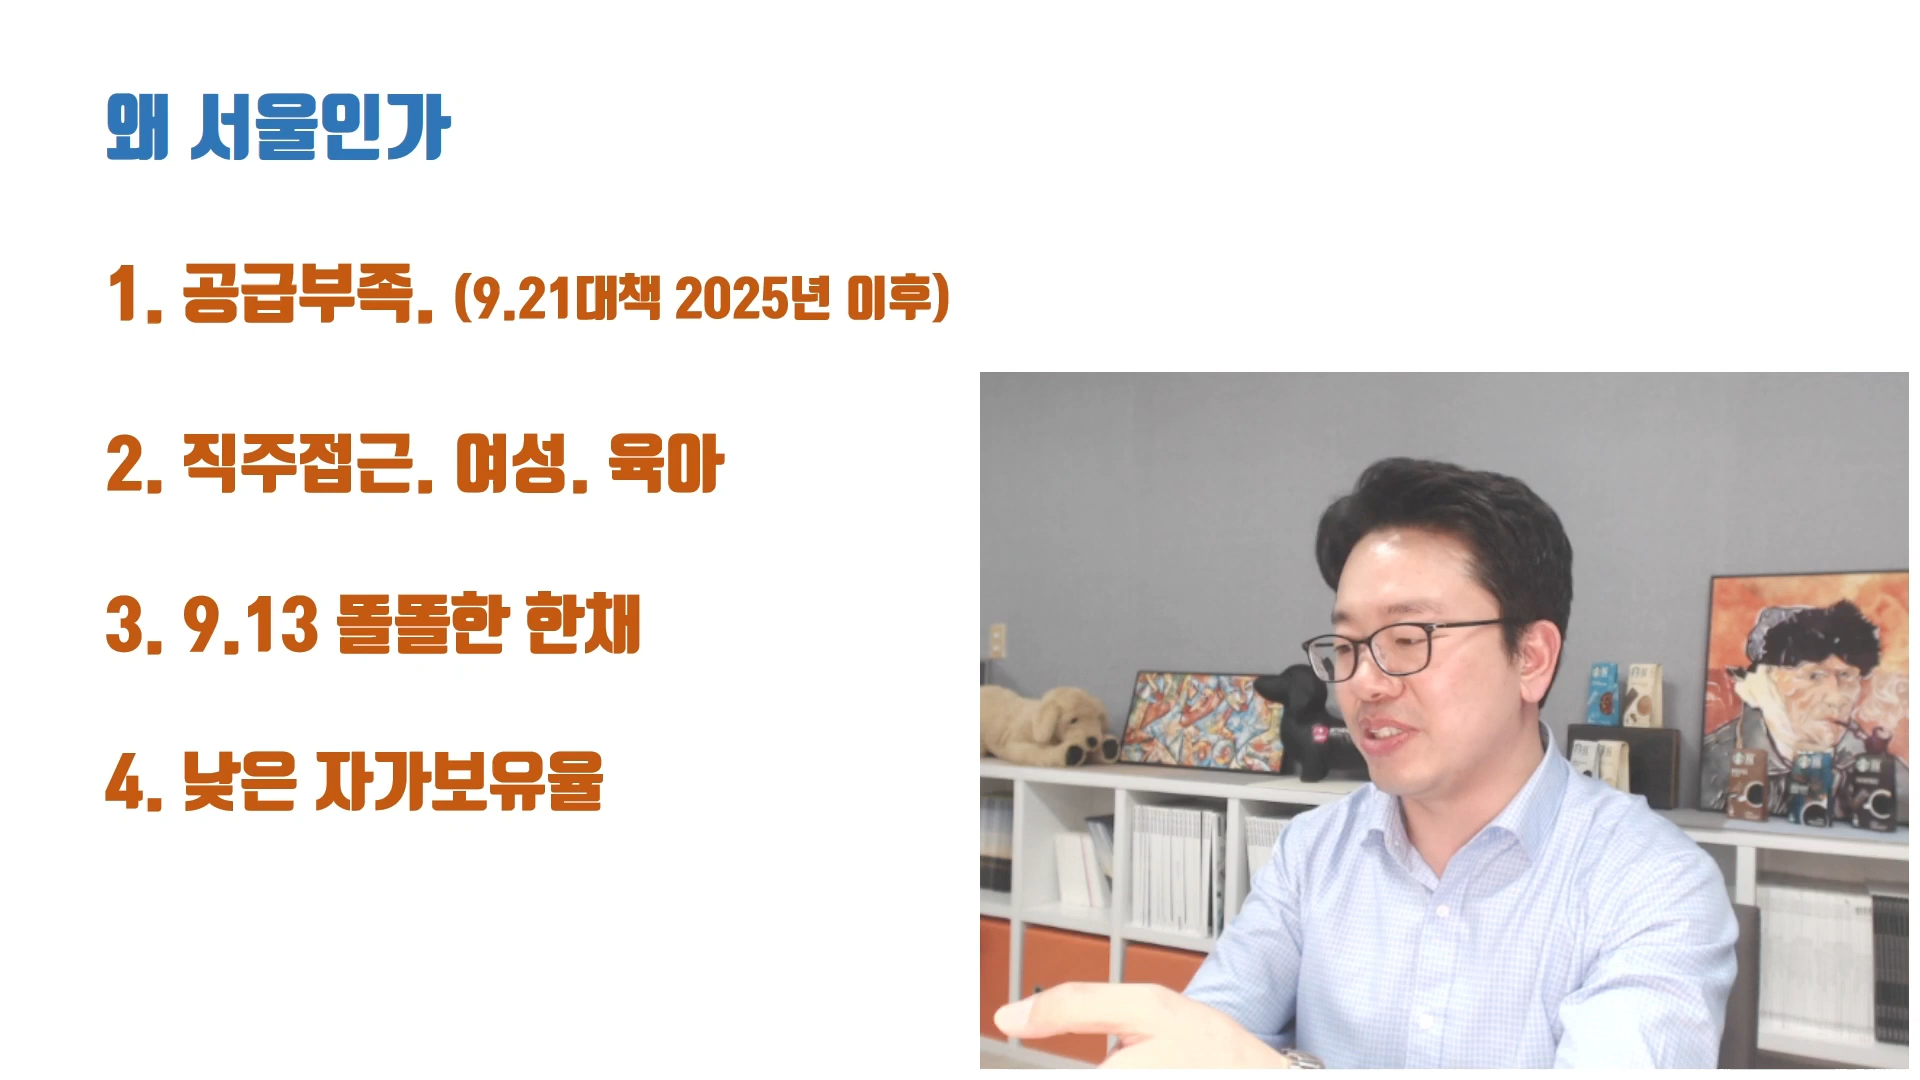 왜 서울인가
1. 공급부족. (9.21대책 2025년 이후)
2. 직주접근. 여성. 육아
3. 9.13 똘똘한 한채
4. 낮은 자가보유율